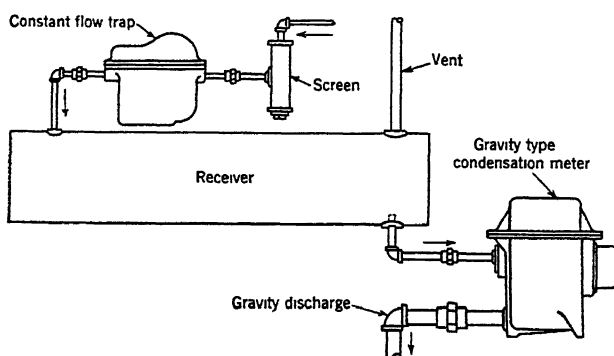 Constant flow trap
Screen
Vent
Gravity type
condensation meter
Receiver
Gravity discharge